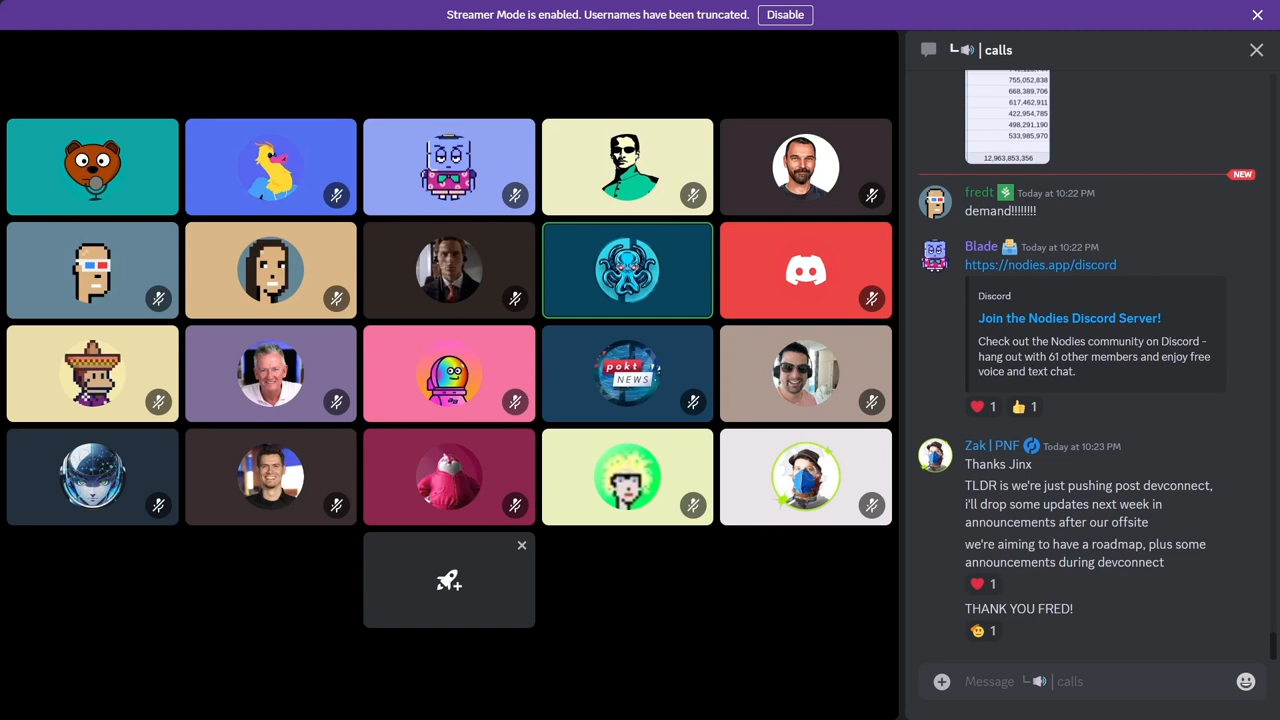 Streamer Mode is enabled. Usernames have been truncated.
Disable
calls
755,052,838
668,389,706
617,462,911
422,954,785
498,291,190
533,985,970
12,963,853,356
NEW
fredt Today at 10:22 PM
demand!!!!!!!!
Blade Today at 10:22 PM
https://nodies.app/discord
Discord
Join the Nodies Discord Server!
Check out the Nodies community on Discord -
hang out with 61 other members and enjoy free
voice and text chat.
1 1
Zak | PNF Today at 10:23 PM
Thanks Jinx
TLDR is we're just pushing post devconnect,
i'll drop some updates next week in
announcements after our offsite
we're aiming to have a roadmap, plus some
announcements during devconnect
1
THANK YOU FRED!
1
Message calls
pokt
NEWS